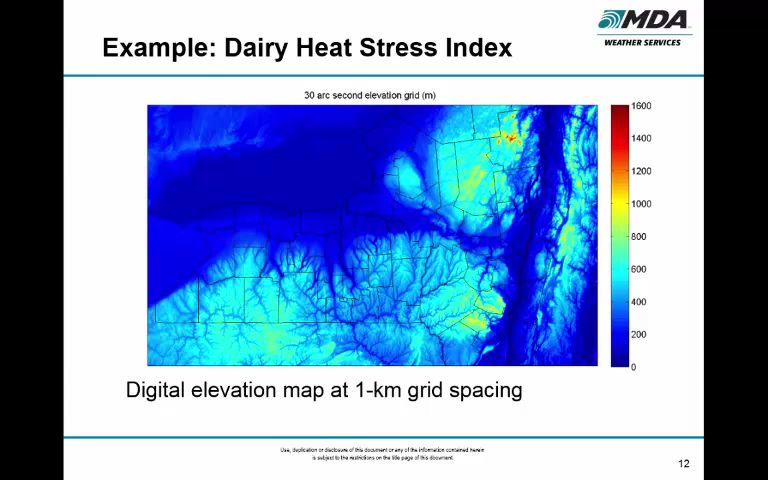 MDA
WEATHER SERVICES
Example: Dairy Heat Stress Index
30 arc second elevation grid (m)
1600
1400
1200
1000
800
600
400
200
0
Digital elevation map at 1-km grid spacing
Use, duplication or disclosure of this document or any of the information contained herein
is subject to the restrictions on the title page of this document.
12